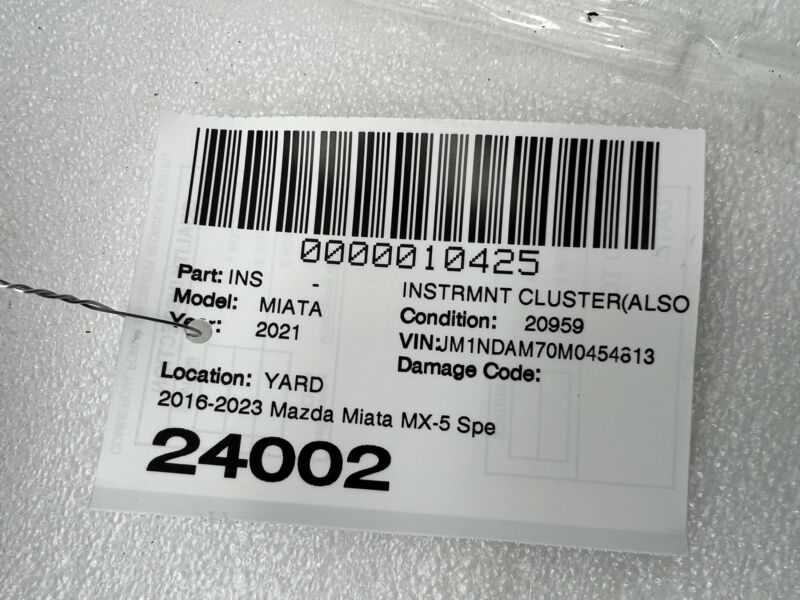 0000010425
Part: INS - INSTRMNT CLUSTER(ALSO
Model: MIATA Condition: 20959
Year: 2021 VIN:JM1NDAM70M0454613
Damage Code:
Location: YARD
2016-2023 Mazda Miata MX-5 Spe
24002